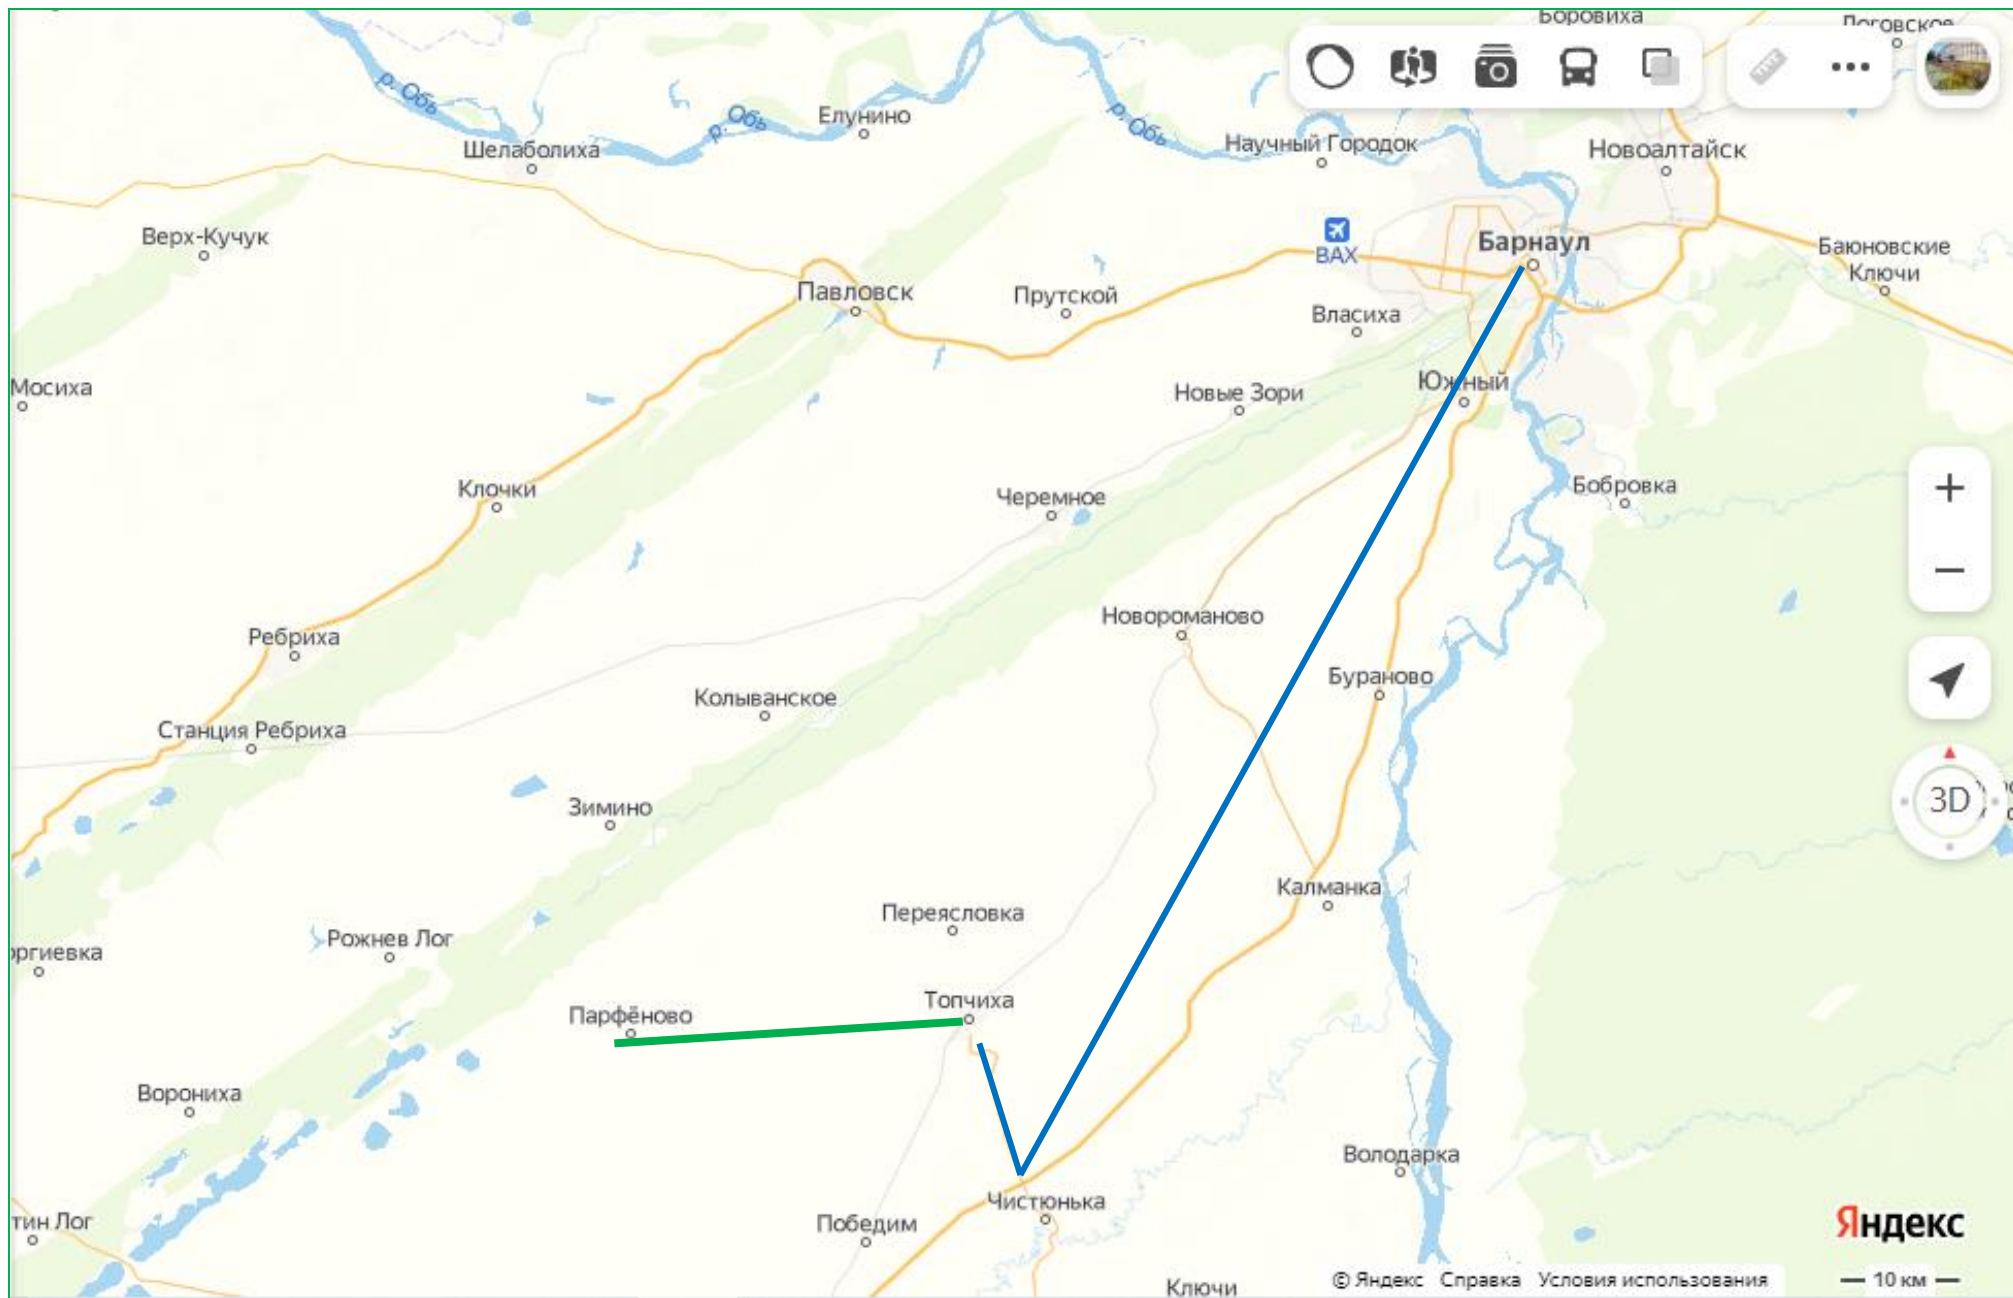 Боровиха
Логовское
р. Обь
р. Обь
р. Обь
Елунино
Шелаболиха
Научный Городок
Новоалтайск
Верх-Кучук
BAX
Барнаул
Баюновские
Ключи
Павловск
Прутской
Власиха
Мосиха
Новые Зори
Южный
Клочки
Черемное
Бобровка
Ребриха
Новороманово
Бураново
Колыванское
Станция Ребриха
3D
Зимино
Калманка
Переясловка
Рожнев Лог
оргиевка
Парфёново
Топчиха
Ворониха
Володарка
Чистюнька
тин Лог
Победим
Яндекс
Ключи
© Яндекс Справка Условия использования
10 км